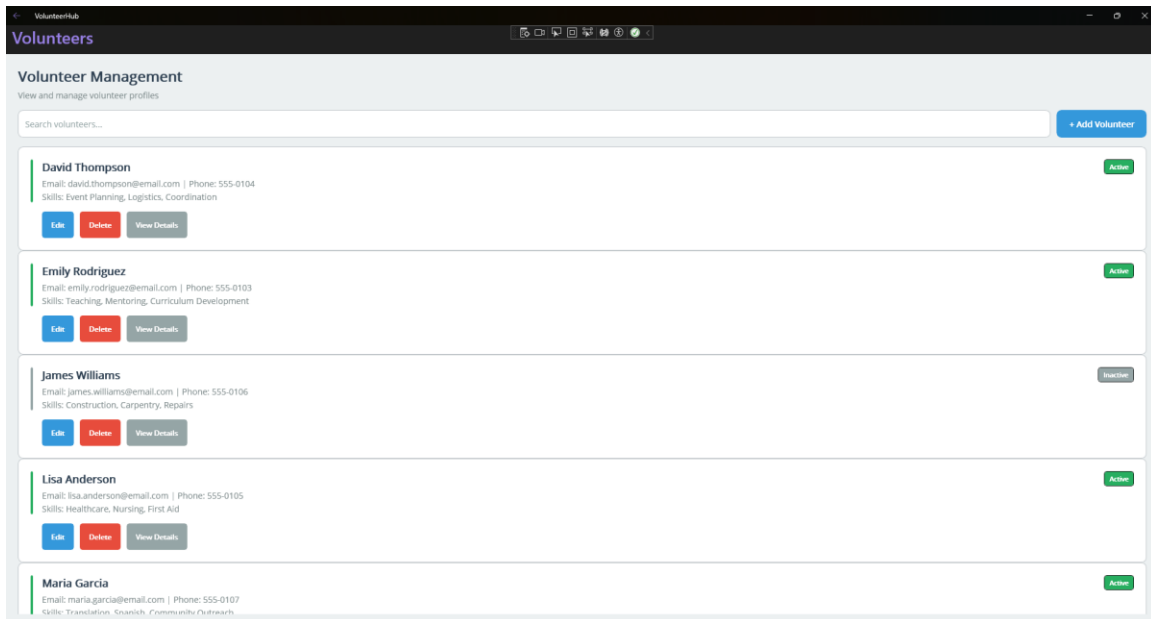 VolunteerHub
Volunteers
Volunteer Management
View and manage volunteer profiles
Search volunteers...
+ Add Volunteer
David Thompson
Active
Email: david.thompson@email.com | Phone: 555-0104
Skills: Event Planning, Logistics, Coordination
Edit Delete View Details
Emily Rodriguez
Active
Email: emily.rodriguez@email.com | Phone: 555-0103
Skills: Teaching, Mentoring, Curriculum Development
Edit Delete View Details
James Williams
Inactive
Email: james.williams@email.com | Phone: 555-0106
Skills: Construction, Carpentry, Repairs
Edit Delete View Details
Lisa Anderson
Active
Email: lisa.anderson@email.com | Phone: 555-0105
Skills: Healthcare, Nursing, First Aid
Edit Delete View Details
Maria Garcia
Active
Email: maria.garcia@email.com | Phone: 555-0107
Skills: Translation, Spanish, Community Outreach